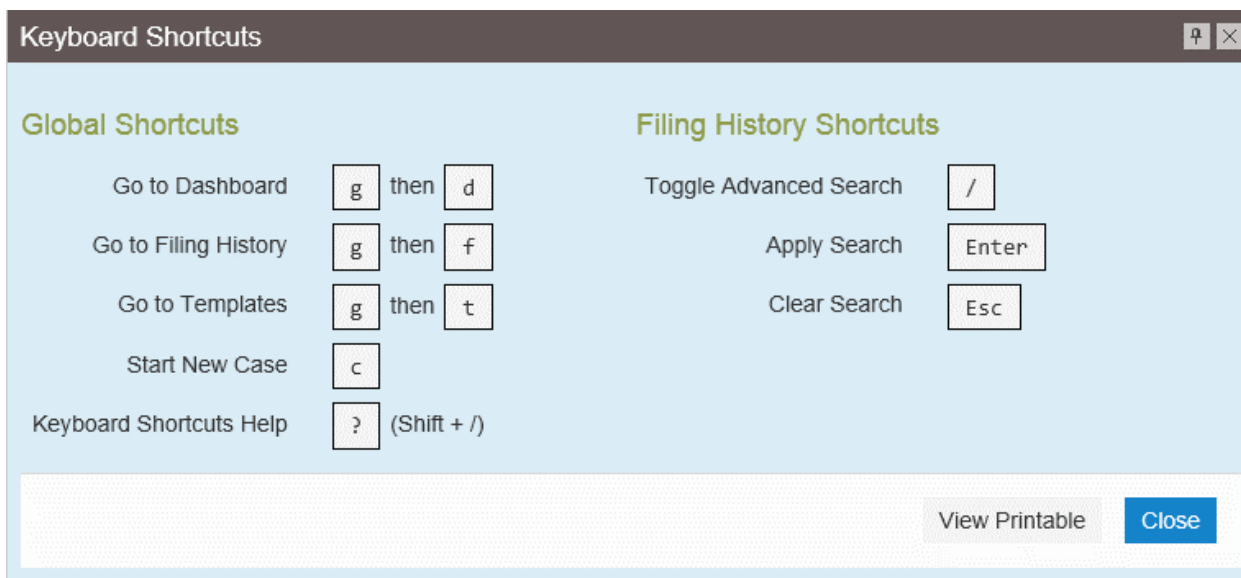 Keyboard Shortcuts
Global Shortcuts
Go to Dashboard g then d
Go to Filing History g then f
Go to Templates g then t
Start New Case c
Keyboard Shortcuts Help ? (Shift + /)
Filing History Shortcuts
Toggle Advanced Search /
Apply Search Enter
Clear Search Esc
View Printable Close